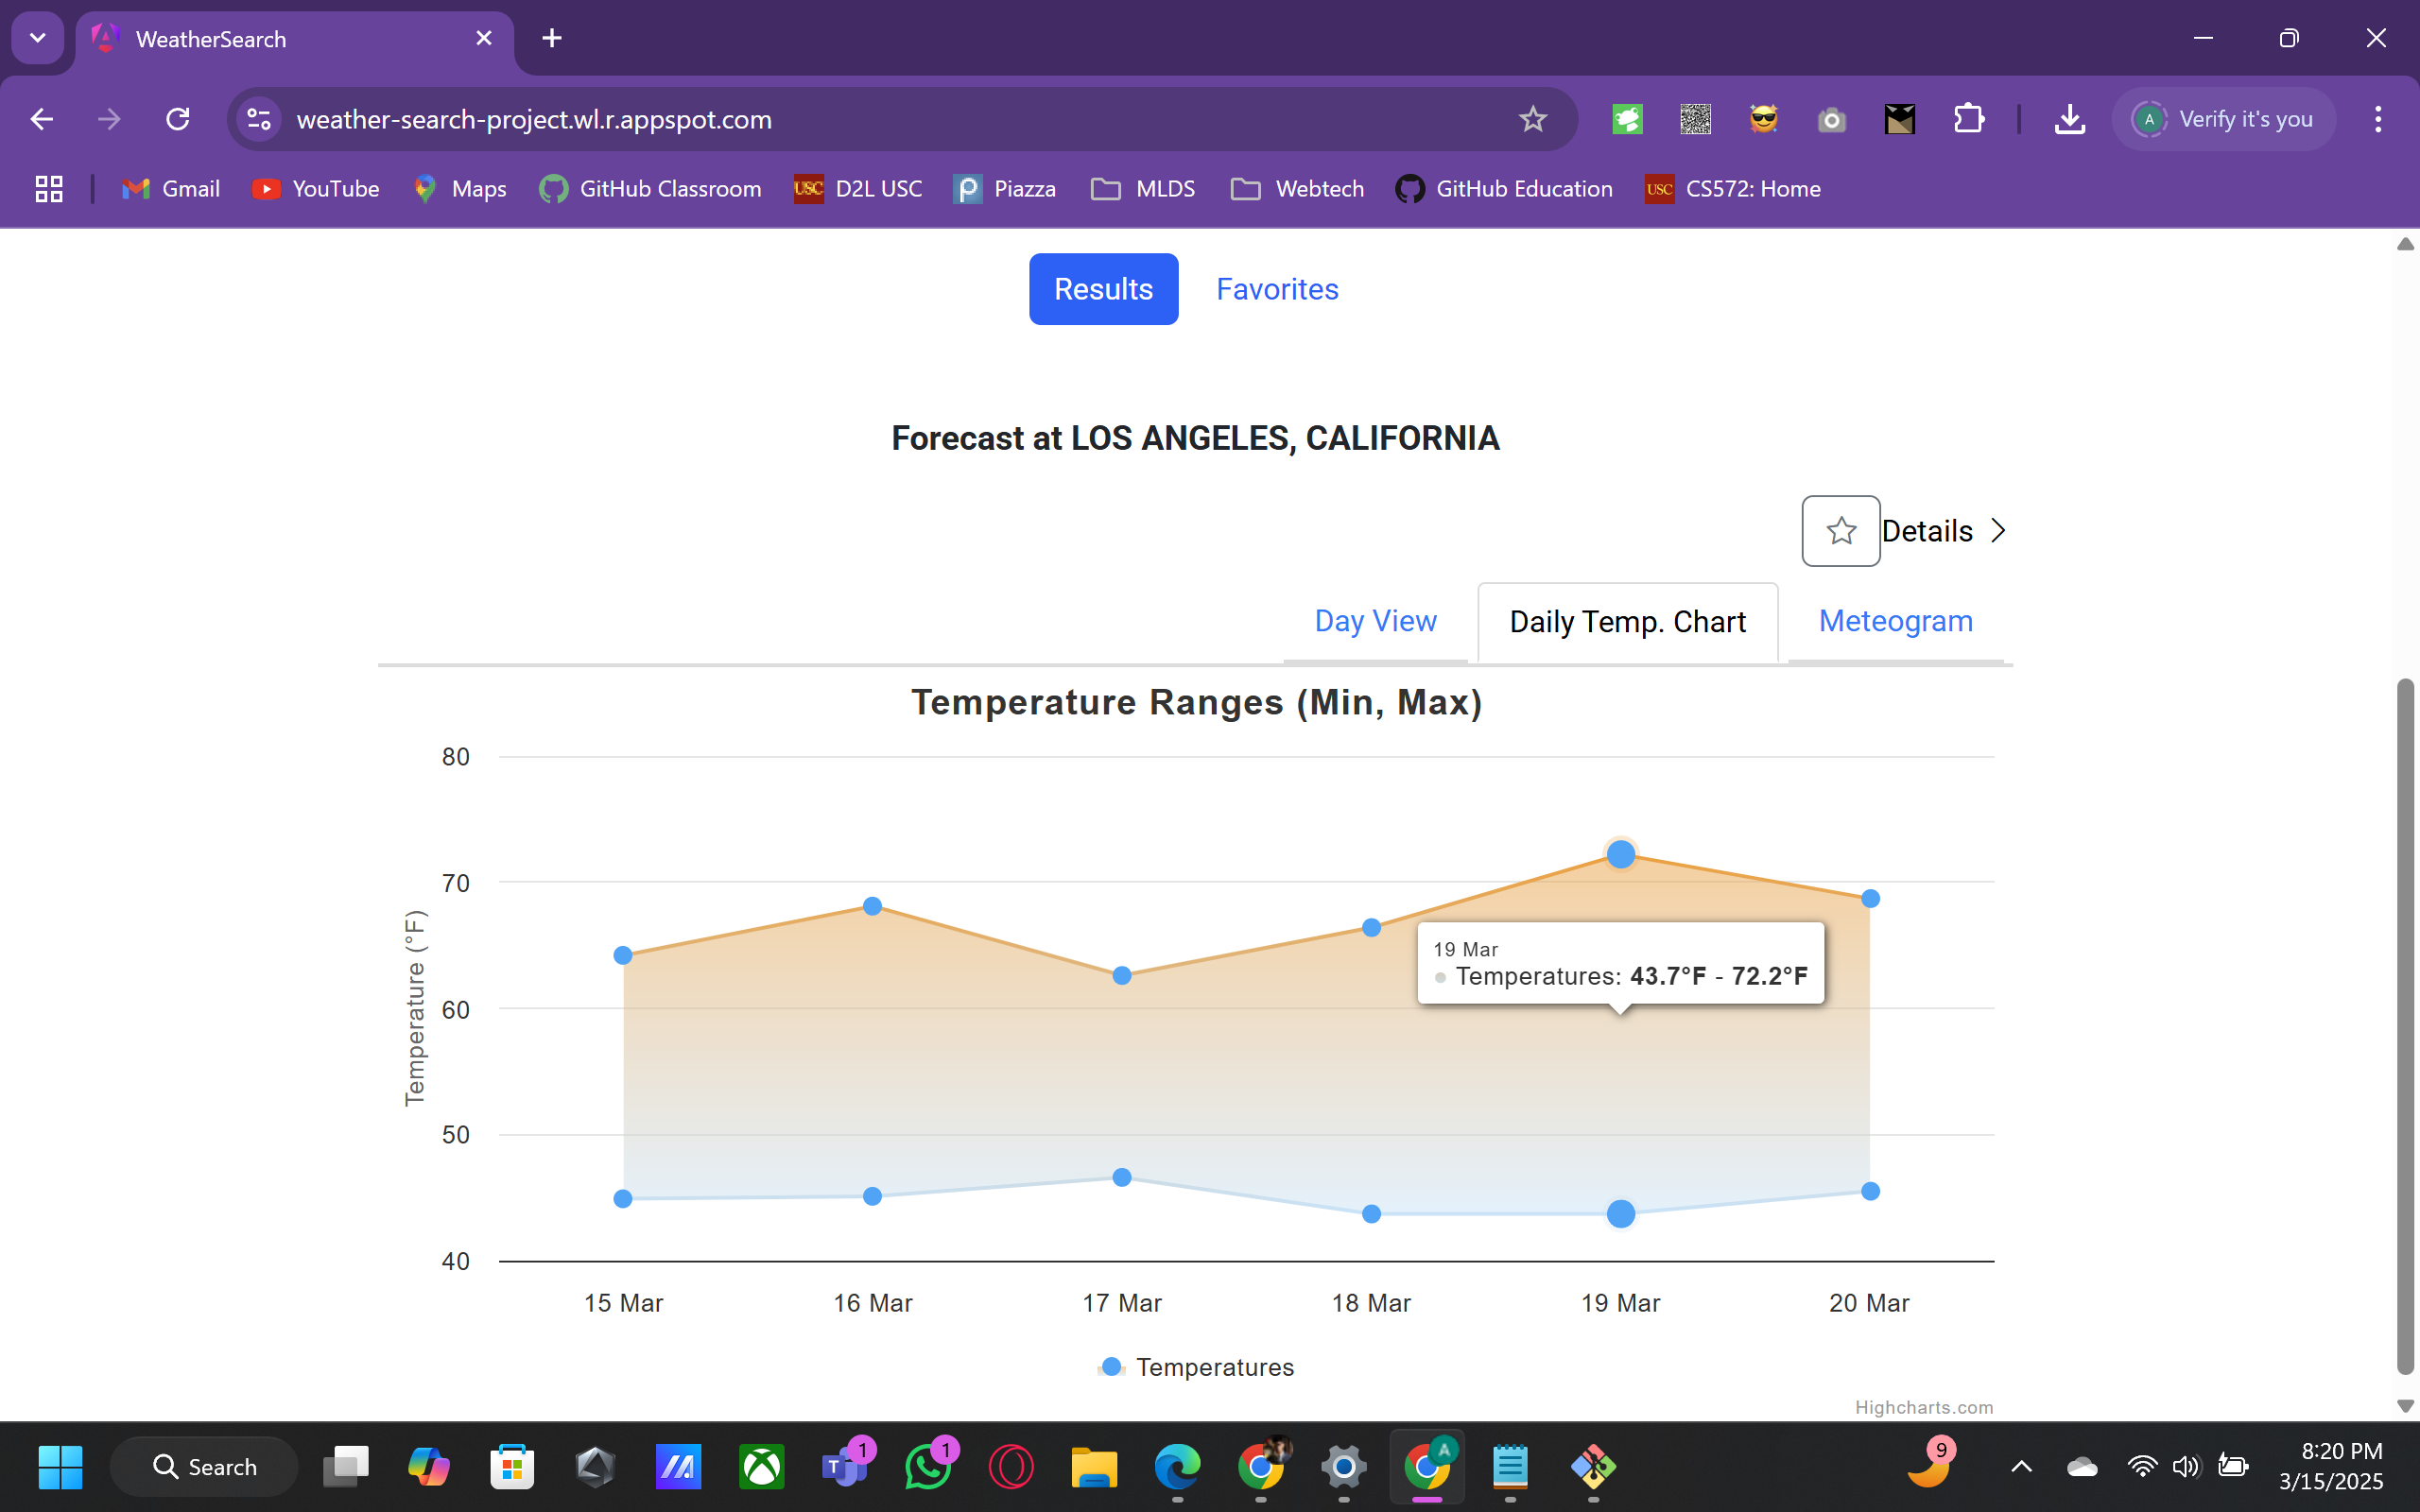 WeatherSearch
weather-search-project.wl.r.appspot.com
A
Verify it's you
Gmail
YouTube
Maps
GitHub Classroom
USC
D2L USC
Piazza
MLDS
Webtech
GitHub Education
USC
CS572: Home
Results
Favorites
Forecast at LOS ANGELES, CALIFORNIA
Details
Day View
Daily Temp. Chart
Meteogram
Temperature Ranges (Min, Max)
Temperature (°F)
80
70
60
50
40
19 Mar
Temperatures: 43.7°F - 72.2°F
15 Mar
16 Mar
17 Mar
18 Mar
19 Mar
20 Mar
Temperatures
Highcharts.com
Search
1
1
A
9
8:20 PM
3/15/2025